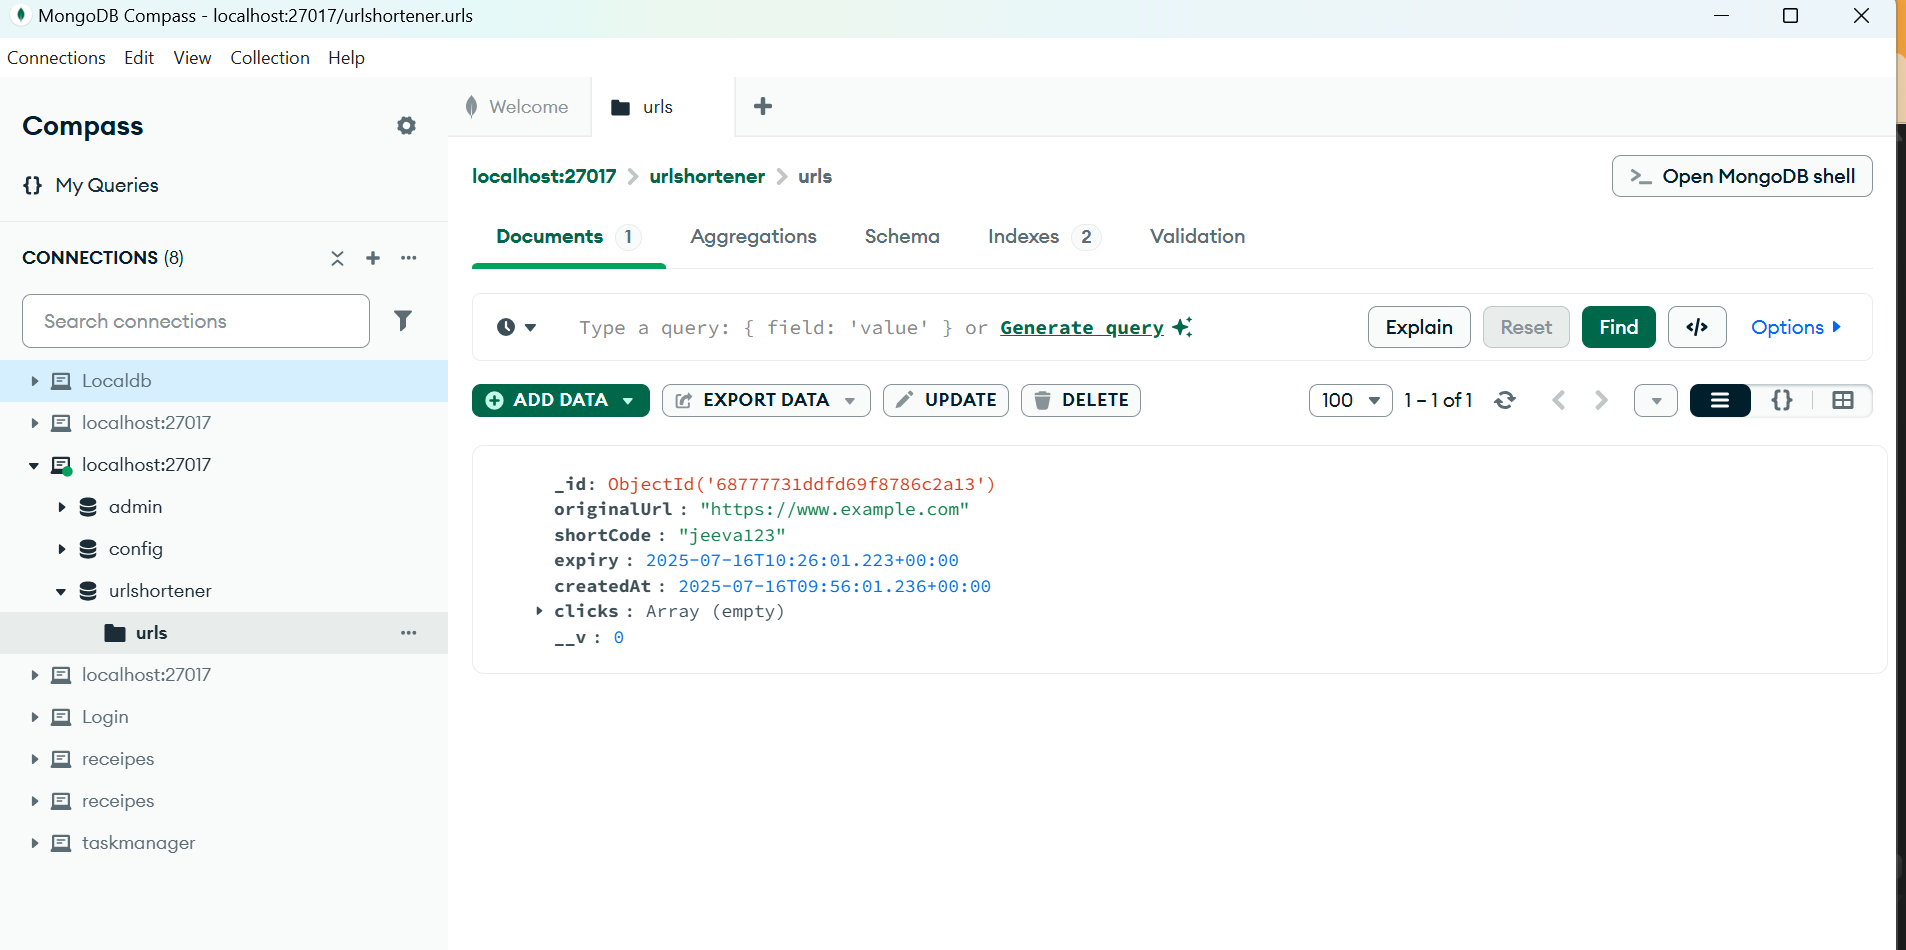 MongoDB Compass - localhost:27017/urlshortener.urls
Connections Edit View Collection Help
Compass
{} My Queries
CONNECTIONS (8)
Search connections
Localdb
localhost:27017
localhost:27017
admin
config
urlshortener
urls
localhost:27017
Login
receipes
receipes
taskmanager
Welcome
urls
localhost:27017 > urlshortener > urls
>_ Open MongoDB shell
Documents 1 Aggregations Schema Indexes 2 Validation
Type a query: { field: 'value' } or Generate query
Explain Reset Find </> Options
ADD DATA EXPORT DATA UPDATE DELETE
100 1 – 1 of 1 {}
_id: ObjectId('68777731ddfd69f8786c2a13')
originalUrl : "https://www.example.com"
shortCode : "jeeva123"
expiry : 2025-07-16T10:26:01.223+00:00
createdAt : 2025-07-16T09:56:01.236+00:00
clicks : Array (empty)
__v : 0